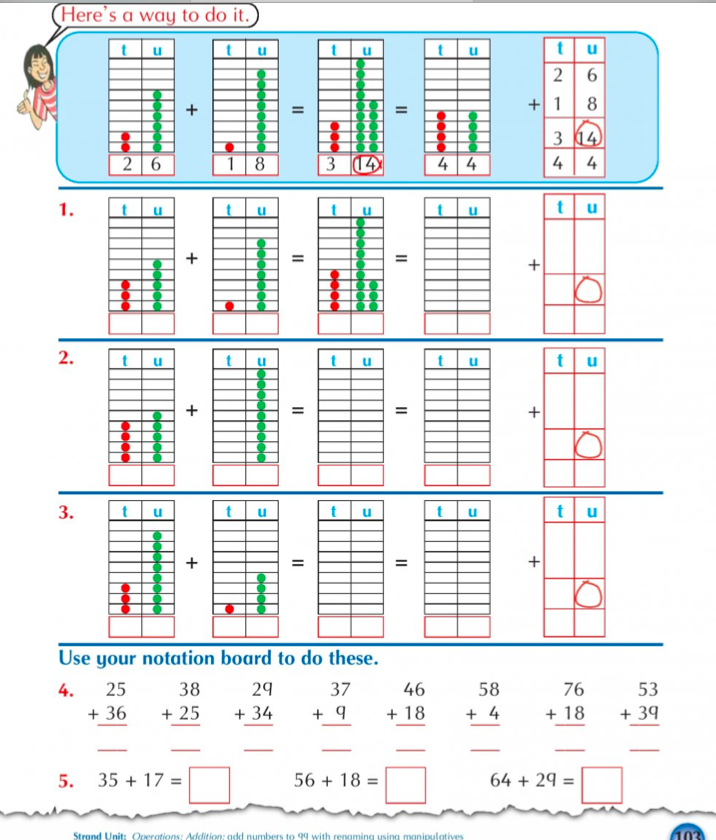 Here's a way to do it.
t u t u t u t u t u
2 6
+ = = + 1 8
3 14
2 6 1 8 3 14 4 4 4 4
1. t u t u t u t u t u
+ = = +
2. t u t u t u t u t u
+ = = +
3. t u t u t u t u t u
+ = = +
Use your notation board to do these.
4. 25 38 29 37 46 58 76 53
+ 36 + 25 + 34 + 9 + 18 + 4 + 18 + 39
5. 35 + 17 = 56 + 18 = 64 + 29 =
Strand Unit: Operations: Addition: add numbers to 99 with renaming using manipulatives
103